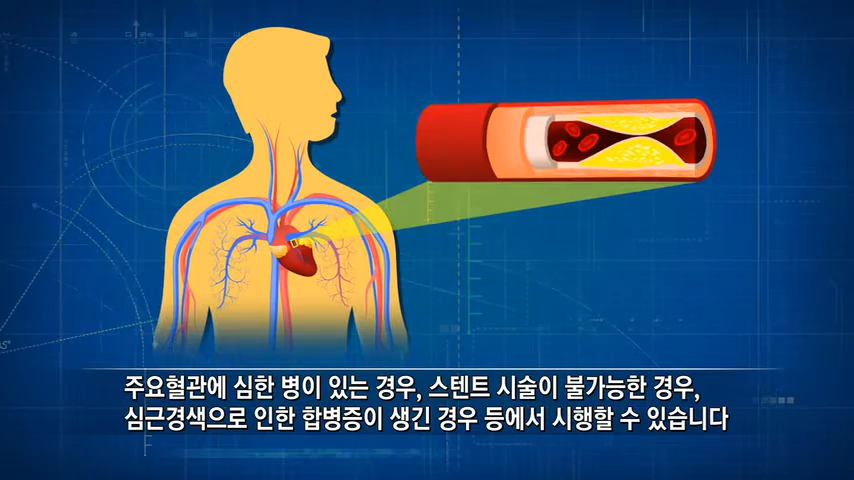 주요혈관에 심한 병이 있는 경우, 스텐트 시술이 불가능한 경우,
심근경색으로 인한 합병증이 생긴 경우 등에서 시행할 수 있습니다